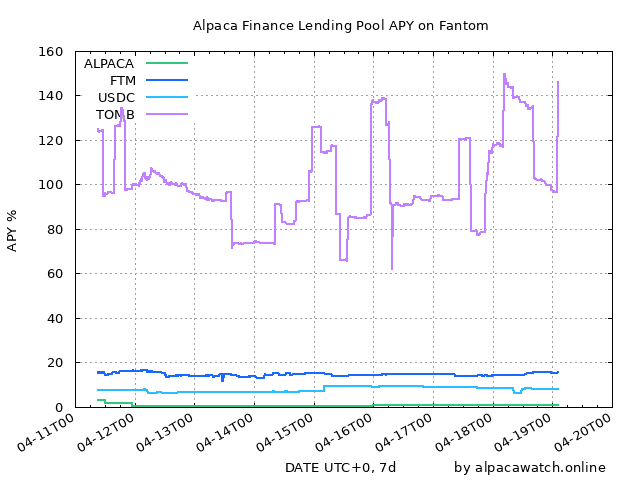 Alpaca Finance Lending Pool APY on Fantom
160
140
120
100
80
60
40
20
0
APY %
ALPACA
FTM
USDC
TOMB
04-11T00
04-12T00
04-13T00
04-14T00
04-15T00
04-16T00
04-17T00
04-18T00
04-19T00
04-20T00
DATE UTC+0, 7d
by alpacawatch.online